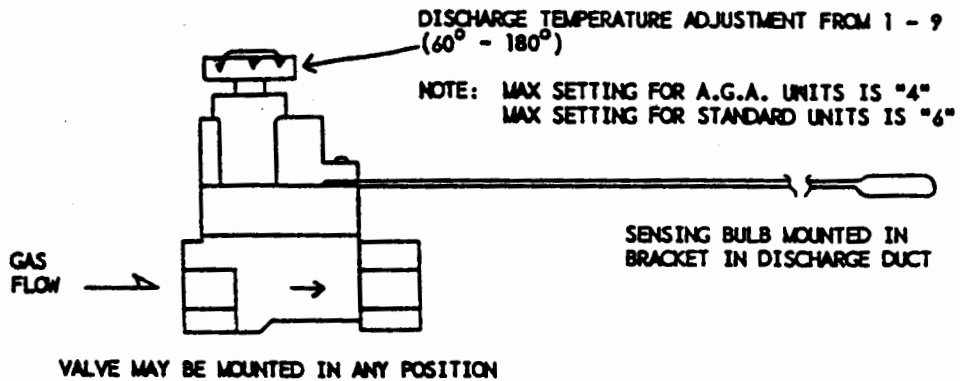 DISCHARGE TEMPERATURE ADJUSTMENT FROM 1 - 9
(60° - 180°)
NOTE: MAX SETTING FOR A.G.A. UNITS IS "4"
MAX SETTING FOR STANDARD UNITS IS "6"
SENSING BULB MOUNTED IN
BRACKET IN DISCHARGE DUCT
GAS
FLOW
VALVE MAY BE MOUNTED IN ANY POSITION